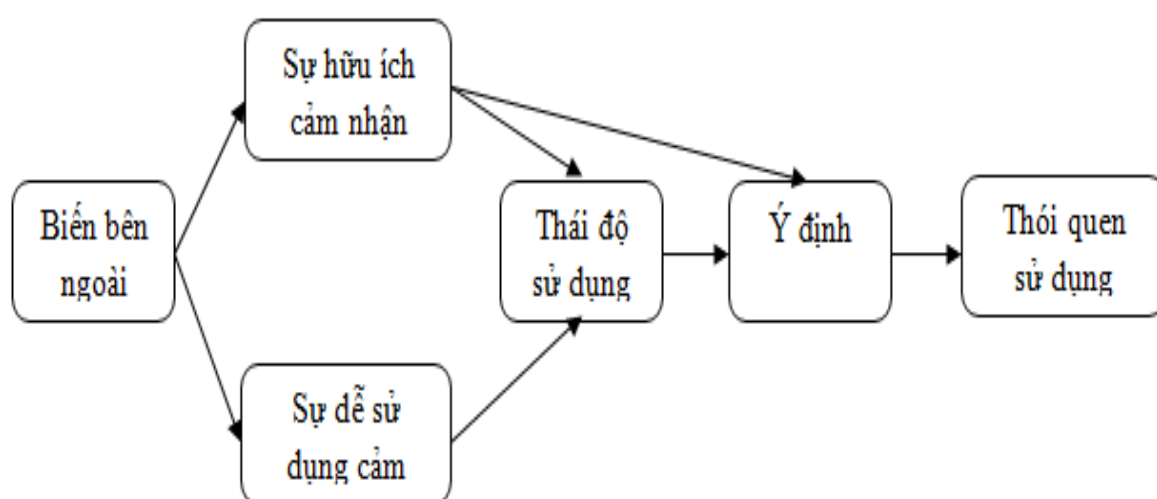 Sự hữu ích
cảm nhận
Biến bên
ngoài
Thái độ
sử dụng
Ý định
Thói quen
sử dụng
Sự dễ sử
dụng cảm